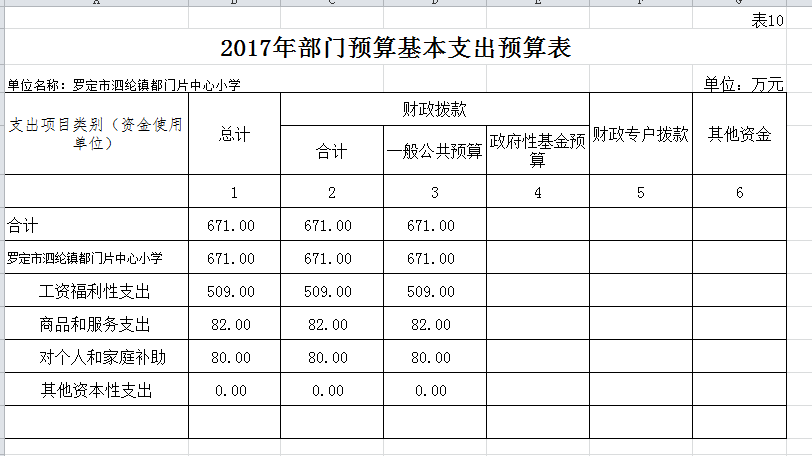 A B C D E F G
表10
2017年部门预算基本支出预算表
单位名称：罗定市泗纶镇都门片中心小学 单位：万元
支出项目类别（资金使用单位） 总计 财政拨款 财政专户拨款 其他资金
合计 一般公共预算 政府性基金预算
1 2 3 4 5 6
合计 671.00 671.00 671.00
罗定市泗纶镇都门片中心小学 671.00 671.00 671.00
工资福利性支出 509.00 509.00 509.00
商品和服务支出 82.00 82.00 82.00
对个人和家庭补助 80.00 80.00 80.00
其他资本性支出 0.00 0.00 0.00